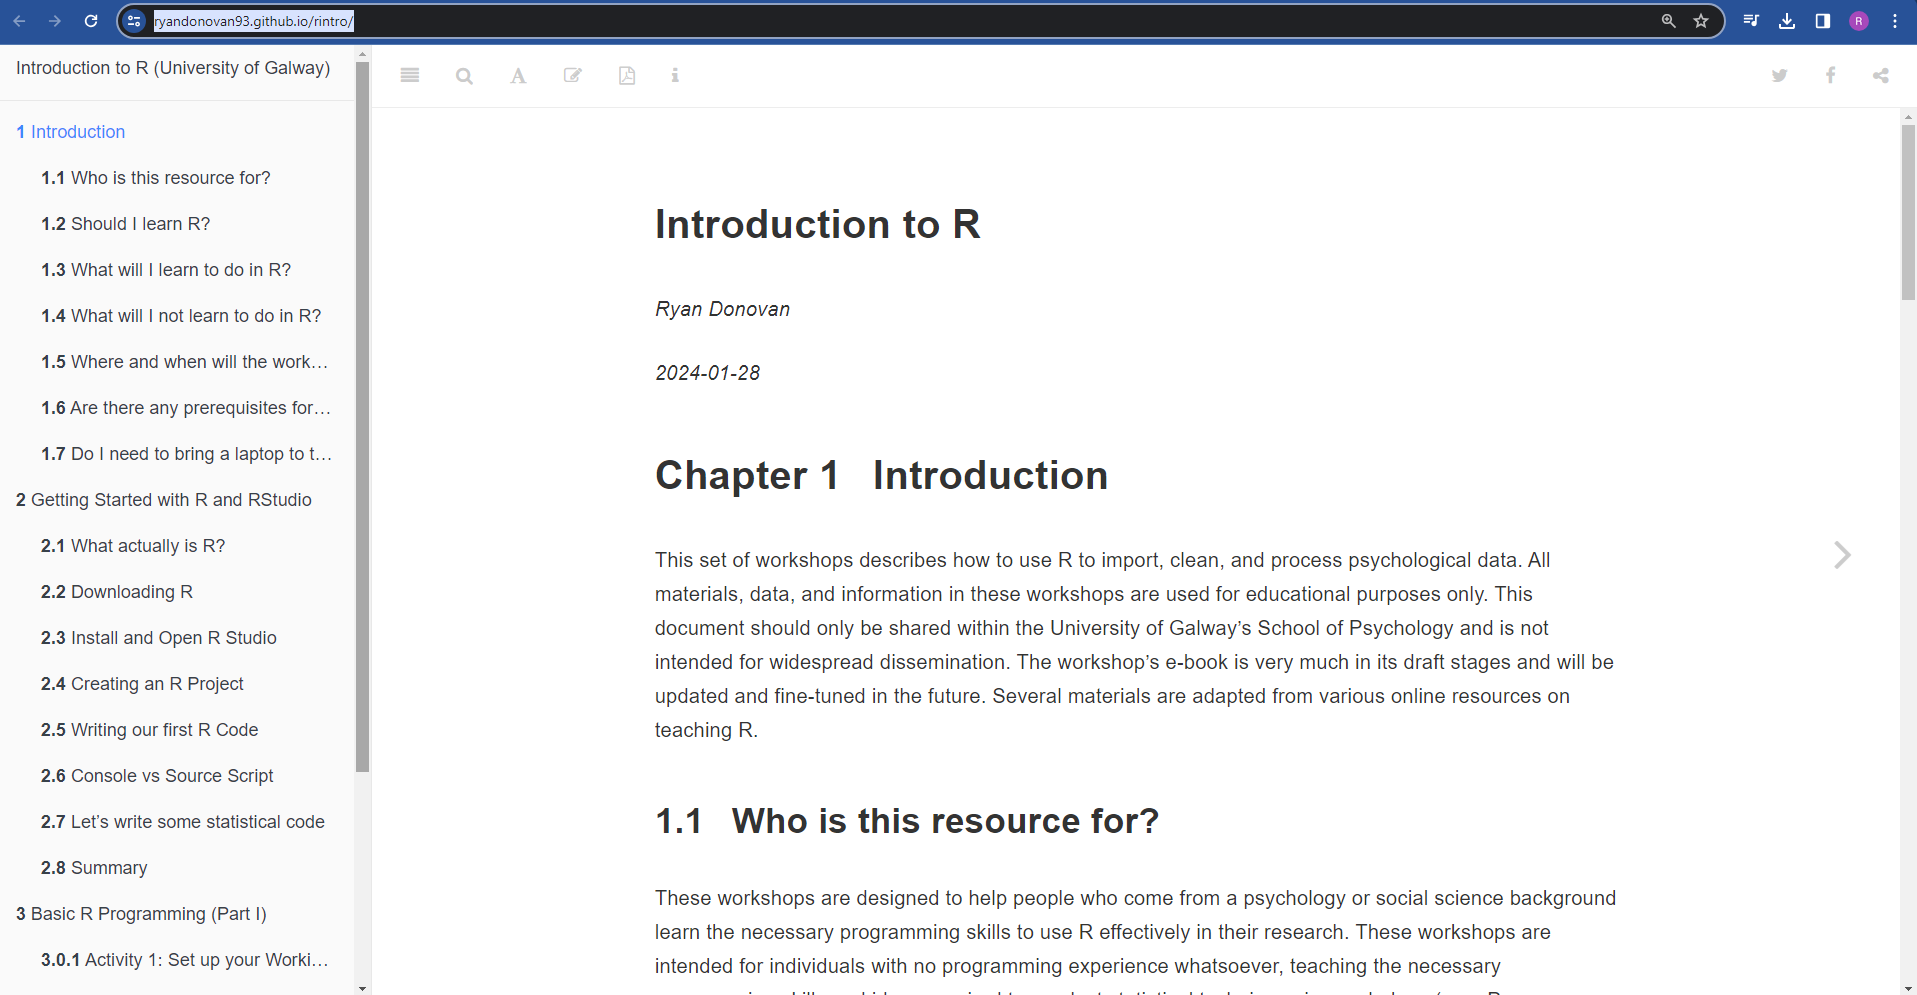 ryandonovan93.github.io/rintro/
R
Introduction to R (University of Galway)
1 Introduction
1.1 Who is this resource for?
1.2 Should I learn R?
1.3 What will I learn to do in R?
1.4 What will I not learn to do in R?
1.5 Where and when will the work…
1.6 Are there any prerequisites for…
1.7 Do I need to bring a laptop to t…
2 Getting Started with R and RStudio
2.1 What actually is R?
2.2 Downloading R
2.3 Install and Open R Studio
2.4 Creating an R Project
2.5 Writing our first R Code
2.6 Console vs Source Script
2.7 Let’s write some statistical code
2.8 Summary
3 Basic R Programming (Part I)
3.0.1 Activity 1: Set up your Worki…
Introduction to R
Ryan Donovan
2024-01-28
Chapter 1 Introduction
This set of workshops describes how to use R to import, clean, and process psychological data. All
materials, data, and information in these workshops are used for educational purposes only. This
document should only be shared within the University of Galway’s School of Psychology and is not
intended for widespread dissemination. The workshop’s e-book is very much in its draft stages and will be
updated and fine-tuned in the future. Several materials are adapted from various online resources on
teaching R.
1.1 Who is this resource for?
These workshops are designed to help people who come from a psychology or social science background
learn the necessary programming skills to use R effectively in their research. These workshops are
intended for individuals with no programming experience whatsoever, teaching the necessary